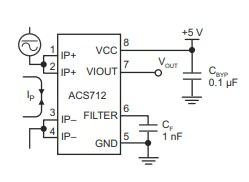 +5 V
1 IP+ VCC 8
2 IP+ VIOUT 7 VOUT
CBYP
0.1 µF
IP ACS712
3 IP– FILTER 6
CF
1 nF
4 IP– GND 5